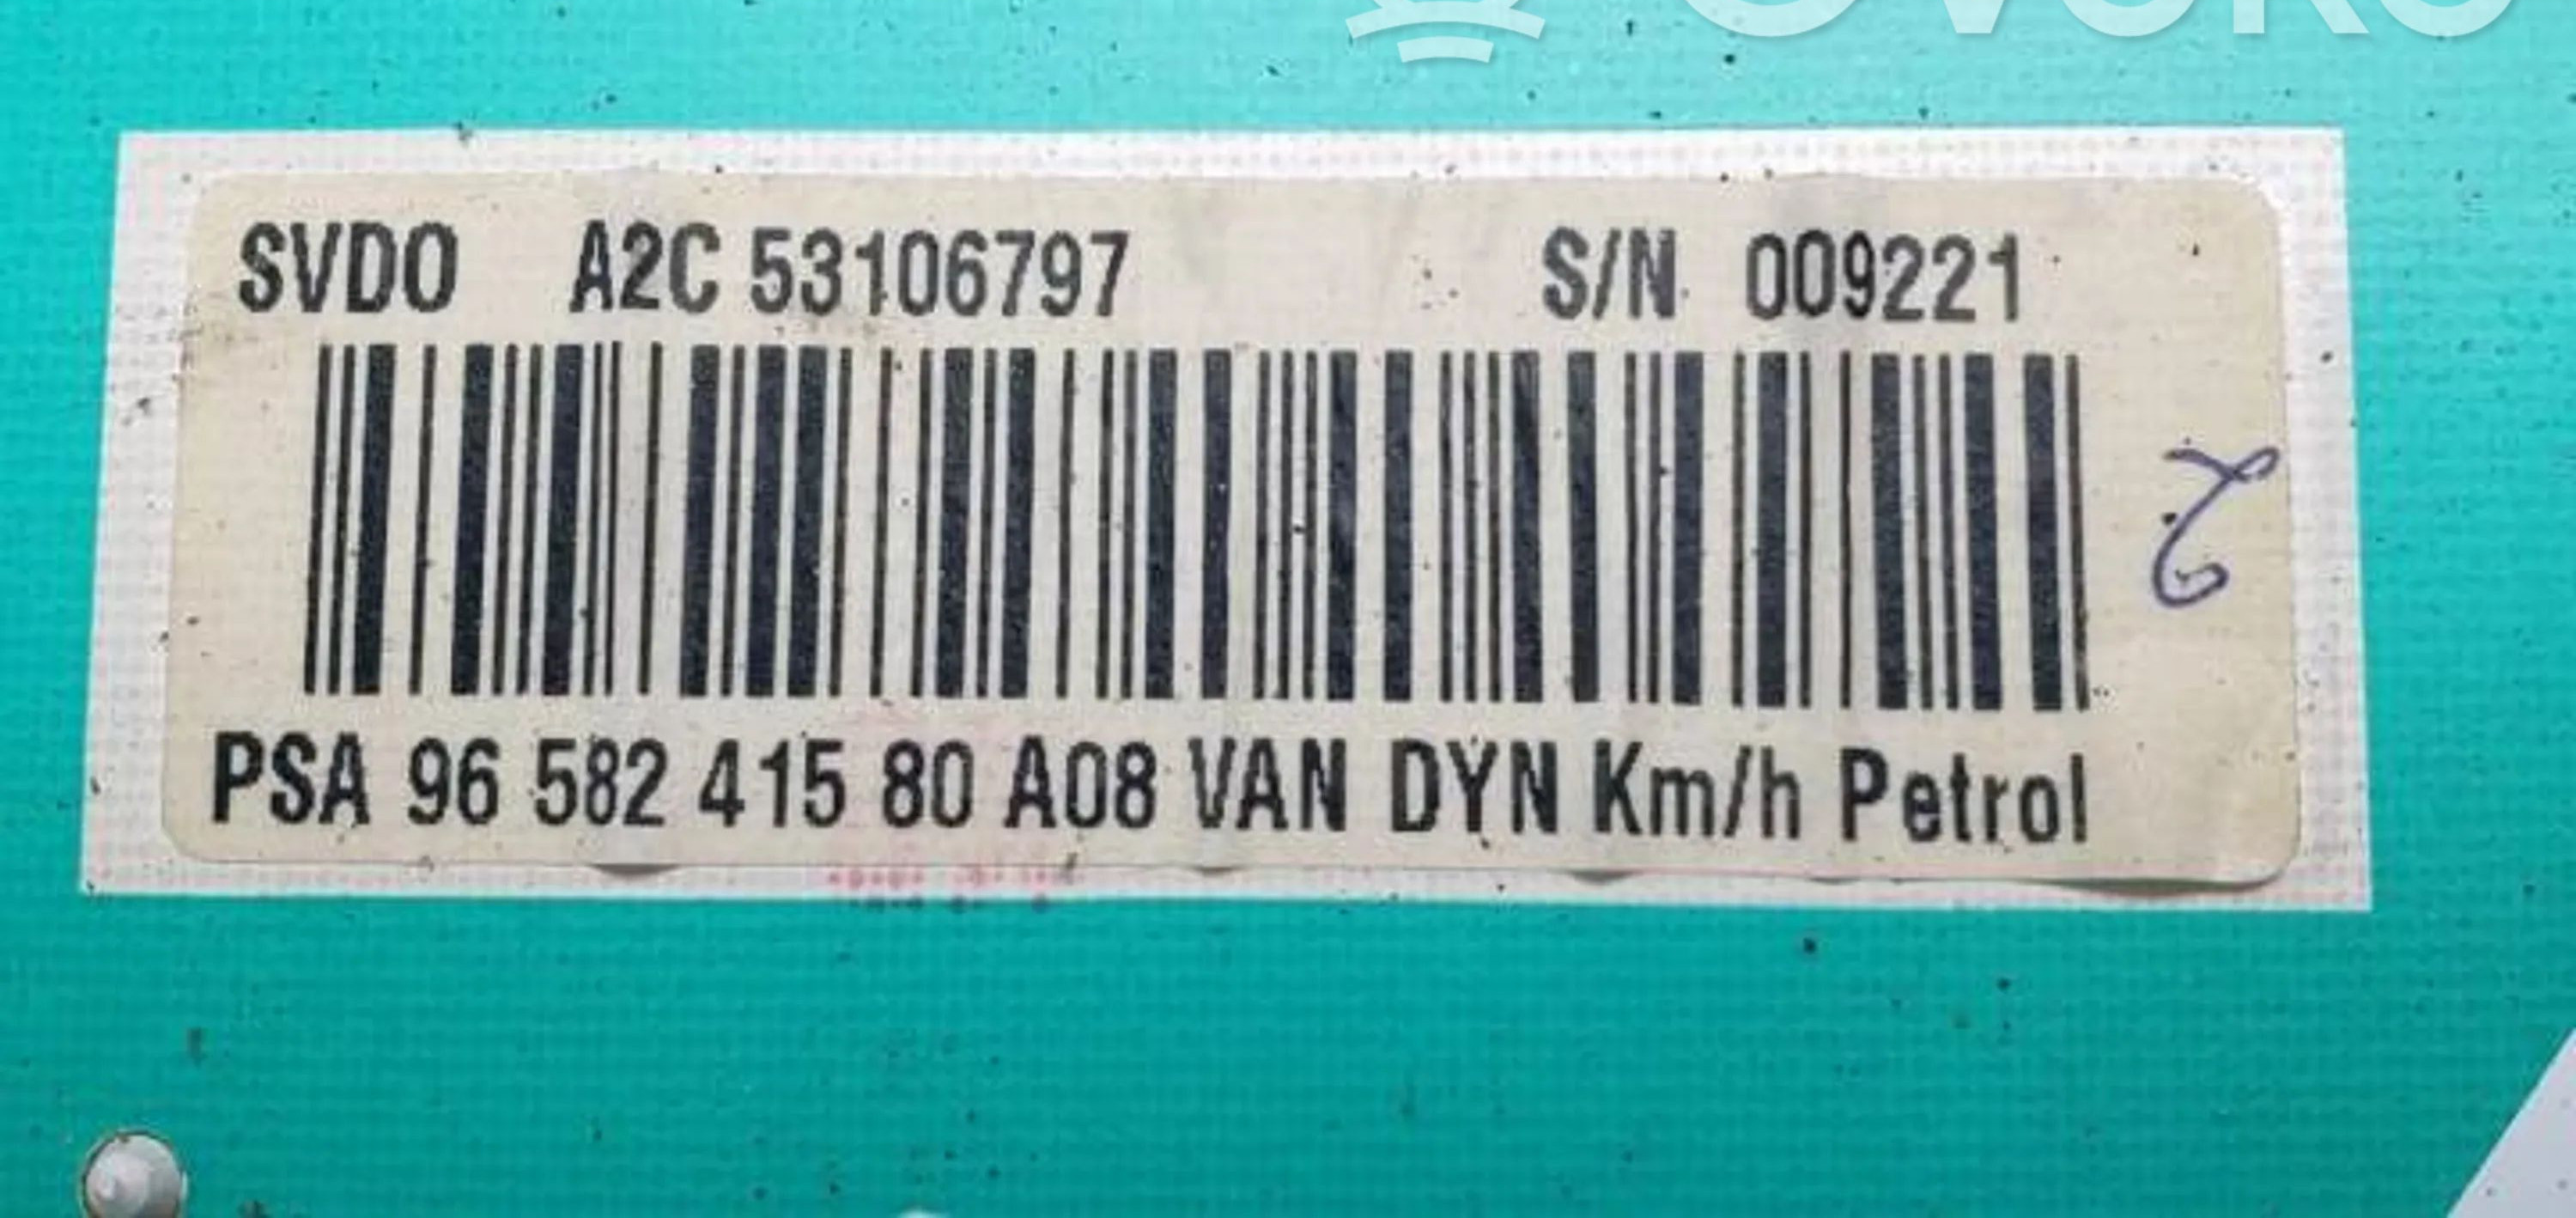 SVDO A2C 53106797 S/N 009221
PSA 96 582 415 80 A08 VAN DYN Km/h Petrol